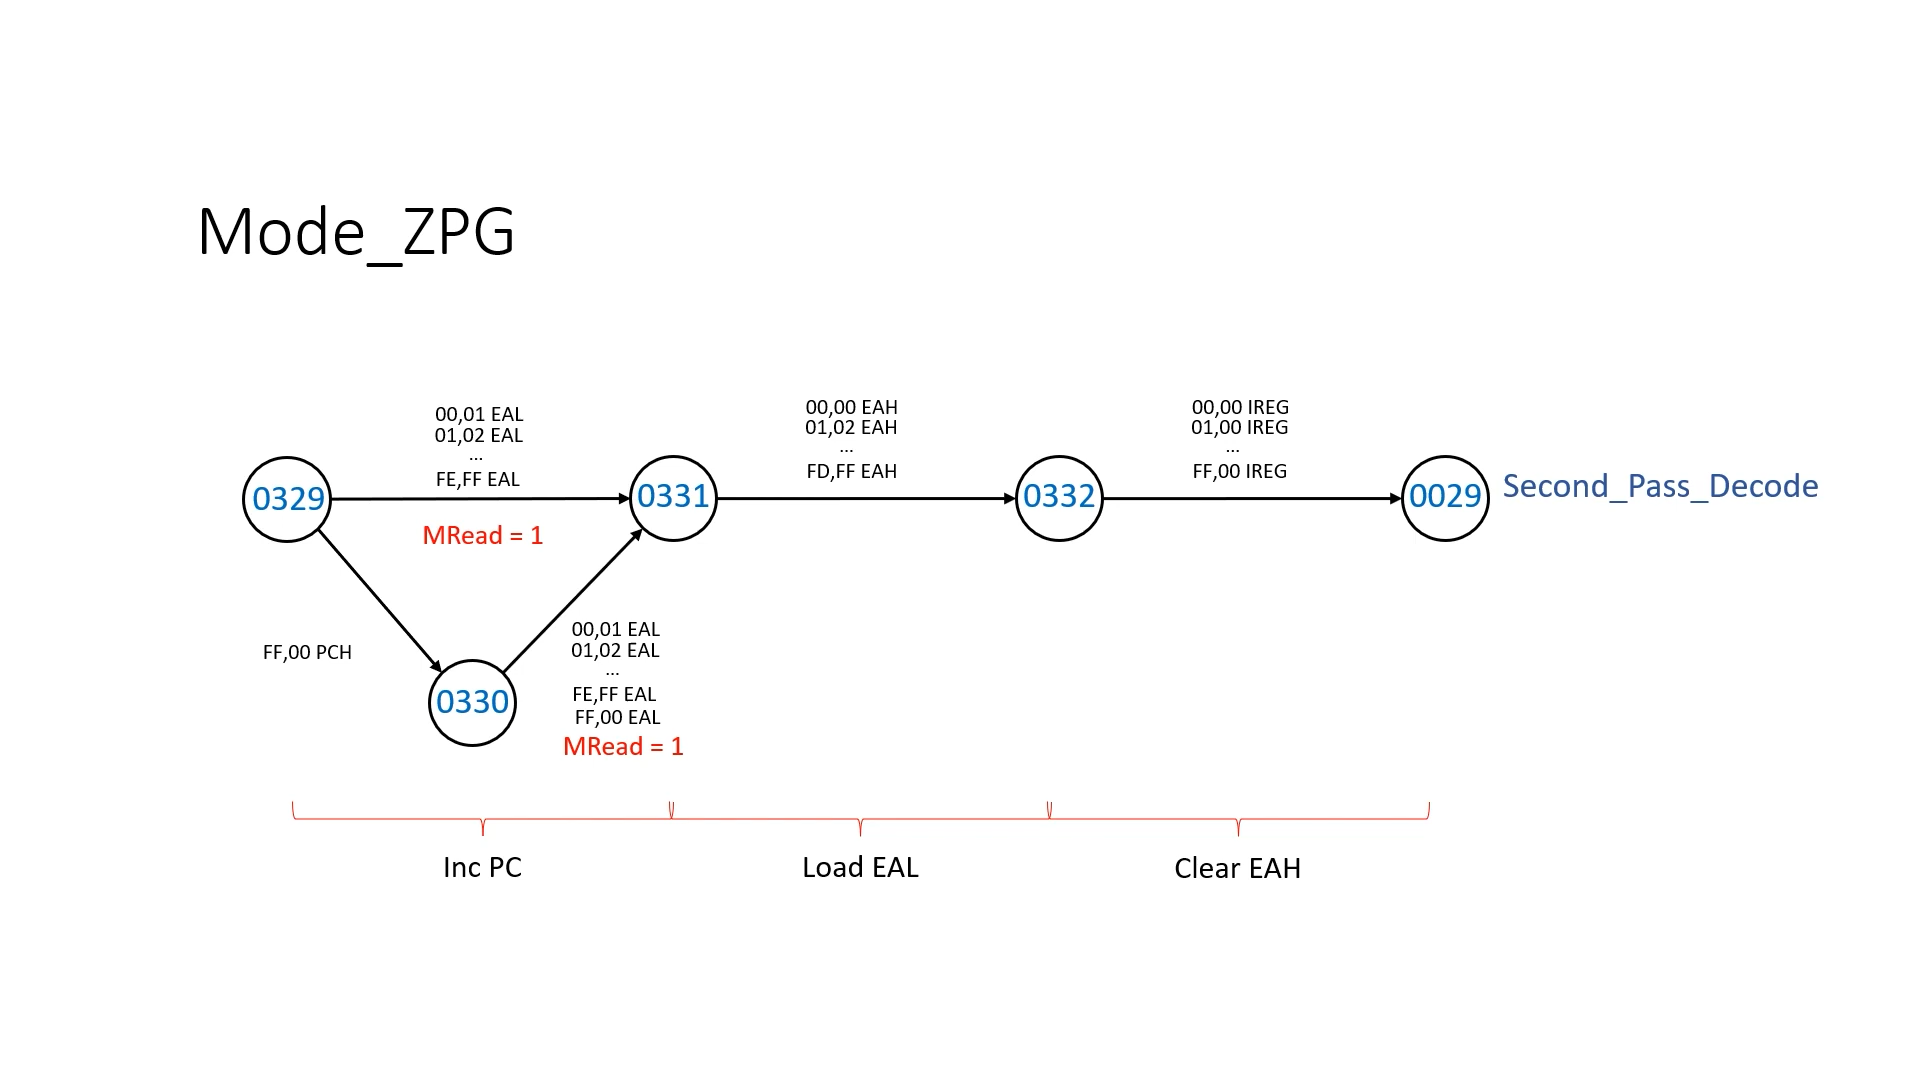 Mode_ZPG
00,01 EAL
01,02 EAL
...
FE,FF EAL
MRead = 1
00,00 EAH
01,02 EAH
...
FD,FF EAH
00,00 IREG
01,00 IREG
...
FF,00 IREG
0329
0331
0332
0029
Second_Pass_Decode
FF,00 PCH
0330
00,01 EAL
01,02 EAL
...
FE,FF EAL
FF,00 EAL
MRead = 1
Inc PC
Load EAL
Clear EAH